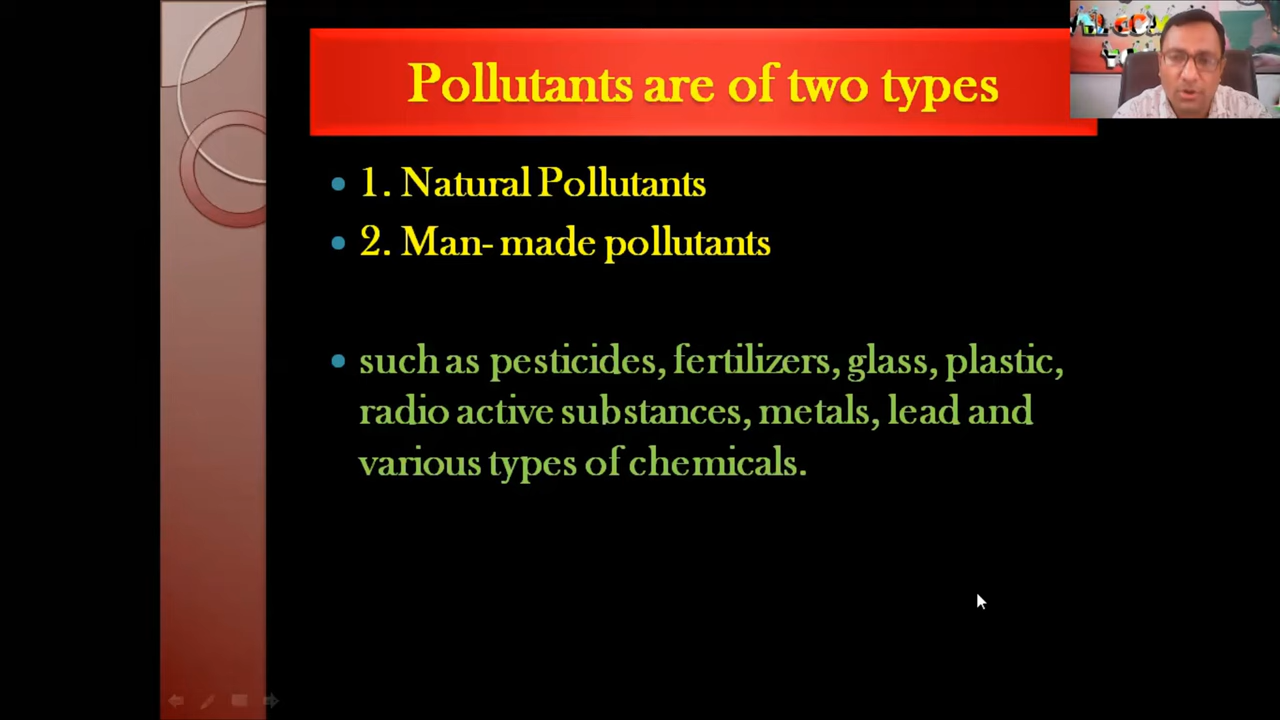 Pollutants are of two types
1. Natural Pollutants
2. Man- made pollutants
such as pesticides, fertilizers, glass, plastic,
radio active substances, metals, lead and
various types of chemicals.